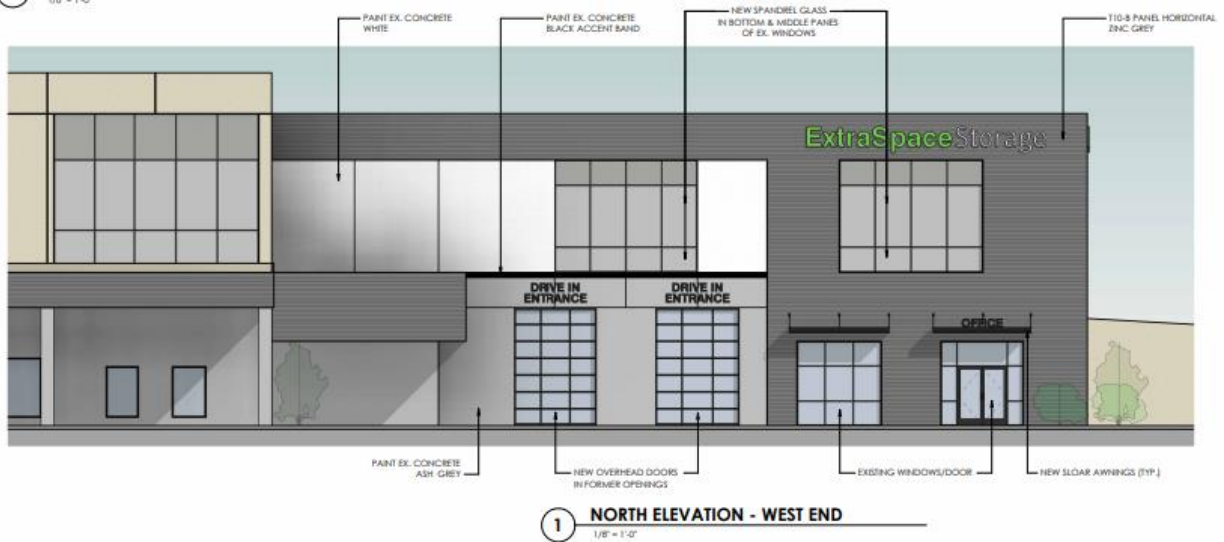 1/8" = 1'-0"
PAINT EX. CONCRETE
WHITE
PAINT EX. CONCRETE
BLACK ACCENT BAND
NEW SPANDREL GLASS
IN BOTTOM & MIDDLE PANES
OF EX. WINDOWS
T10-B PANEL HORIZONTAL
ZINC GREY
ExtraSpaceStorage
DRIVE IN
ENTRANCE
DRIVE IN
ENTRANCE
OFFICE
PAINT EX. CONCRETE
ASH GREY
NEW OVERHEAD DOORS
IN FORMER OPENINGS
EXISTING WINDOWS/DOOR
NEW SLOAR AWNINGS (TYP.)
1
NORTH ELEVATION - WEST END
1/8" = 1'-0"